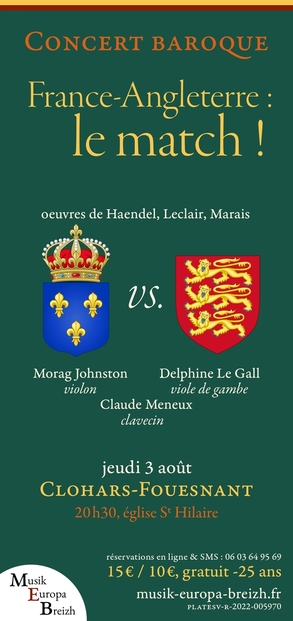 Concert baroque
France-Angleterre :
le match !
oeuvres de Haendel, Leclair, Marais
vs.
Morag Johnston
violon
Delphine Le Gall
viole de gambe
Claude Meneux
clavecin
jeudi 3 août
Clohars-Fouesnant
20h30, église St Hilaire
réservations en ligne & SMS : 06 03 64 95 69
15 € / 10 €, gratuit -25 ans
musik-europa-breizh.fr
PLATESV-R-2022-005970
Musik
Europa
Breizh